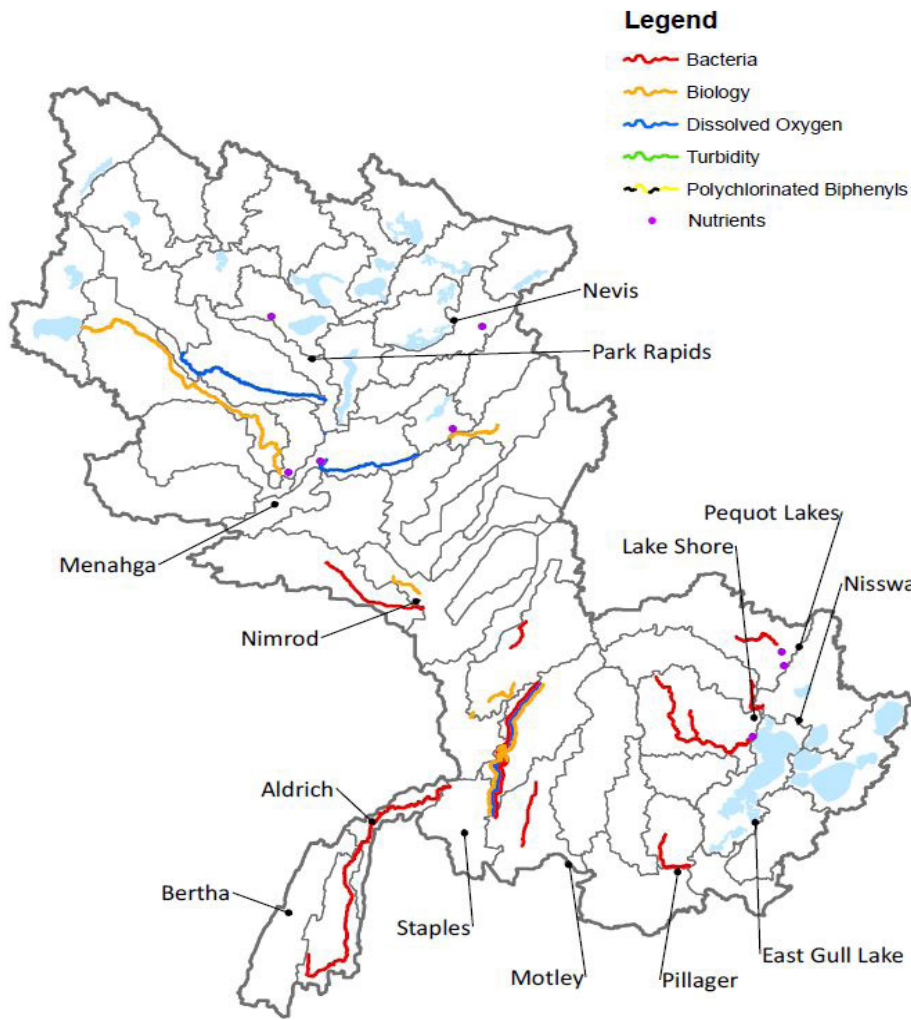 Legend
Bacteria
Biology
Dissolved Oxygen
Turbidity
Polychlorinated Biphenyls
Nutrients
Nevis
Park Rapids
Pequot Lakes
Lake Shore
Nisswa
Menahga
Nimrod
Aldrich
Bertha
Staples
Motley
Pillager
East Gull Lake